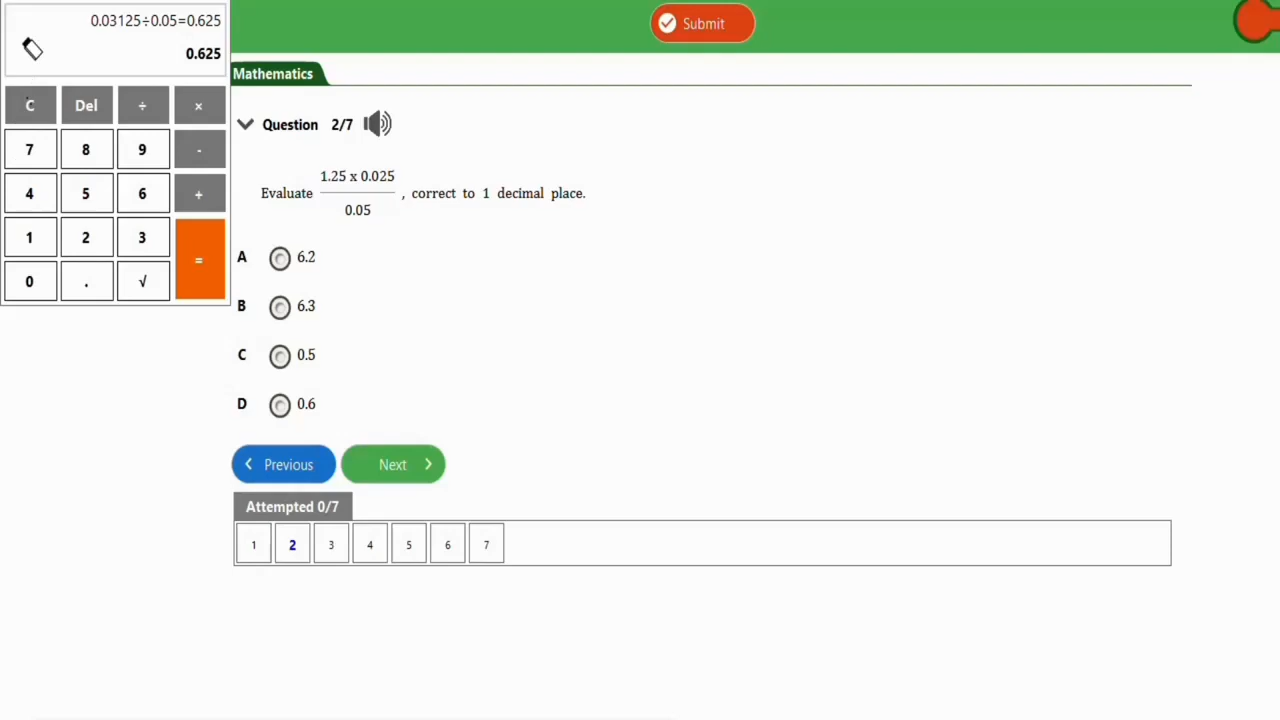 0.03125÷0.05=0.625
0.625
C Del ÷ ×
7 8 9 -
4 5 6 +
1 2 3 =
0 . √
Submit
Mathematics
Question 2/7
Evaluate 1.25 x 0.025 / 0.05 , correct to 1 decimal place.
A 6.2
B 6.3
C 0.5
D 0.6
Previous Next
Attempted 0/7
1 2 3 4 5 6 7